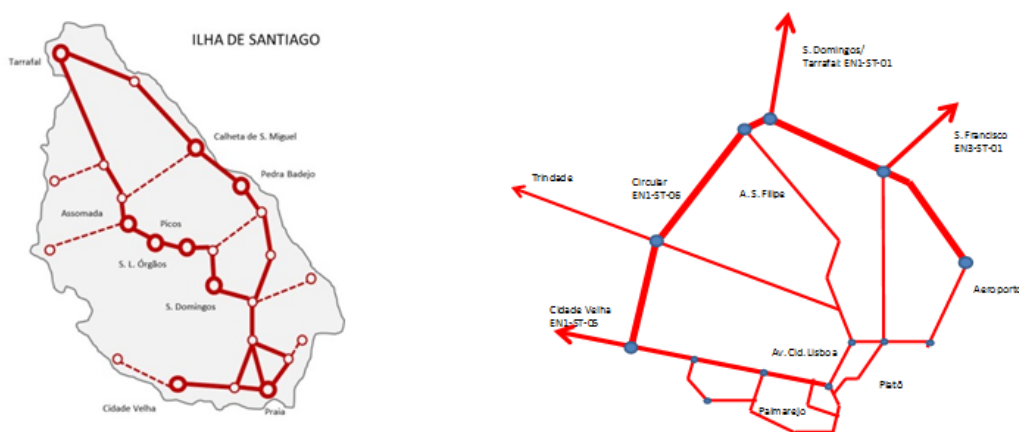 ILHA DE SANTIAGO
Tarrafal
Calheta de S. Miguel
Pedra Badejo
Assomada
Picos
S. L. Órgãos
S. Domingos
Cidade Velha
Praia
S. Domingos/
Tarrafal: EN1-ST-01
S. Francisco
EN3-ST-01
Trindade
Circular
EN1-ST-06
A. S. Filipe
Aeroporto
Cidade Velha
EN1-ST-05
Av. Cid. Lisboa
Platô
Palmarejo